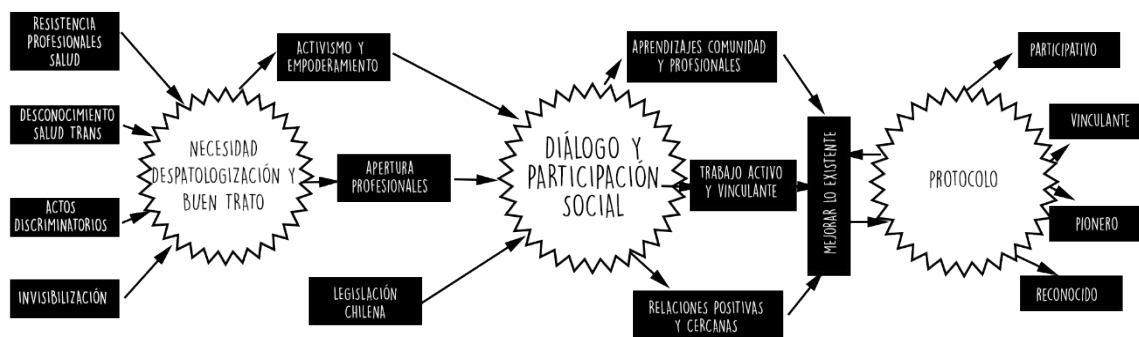 RESISTENCIA
PROFESIONALES
SALUD
DESCONOCIMIENTO
SALUD TRANS
ACTOS
DISCRIMINATORIOS
INVISIBILIZACIÓN
NECESIDAD
DESPATOLOGIZACIÓN Y
BUEN TRATO
ACTIVISMO Y
EMPODERAMIENTO
APERTURA
PROFESIONALES
LEGISLACIÓN
CHILENA
DIÁLOGO Y
PARTICIPACIÓN
SOCIAL
APRENDIZAJES COMUNIDAD
Y PROFSIONALES
TRABAJO ACTIVO
Y VINCULANTE
RELACIONES POSITIVAS
Y CERCANAS
MEJORAR LO EXISTENTE
PROTOCOLO
PARTICIPATIVO
VINCULANTE
PIONERO
RECONOCIDO